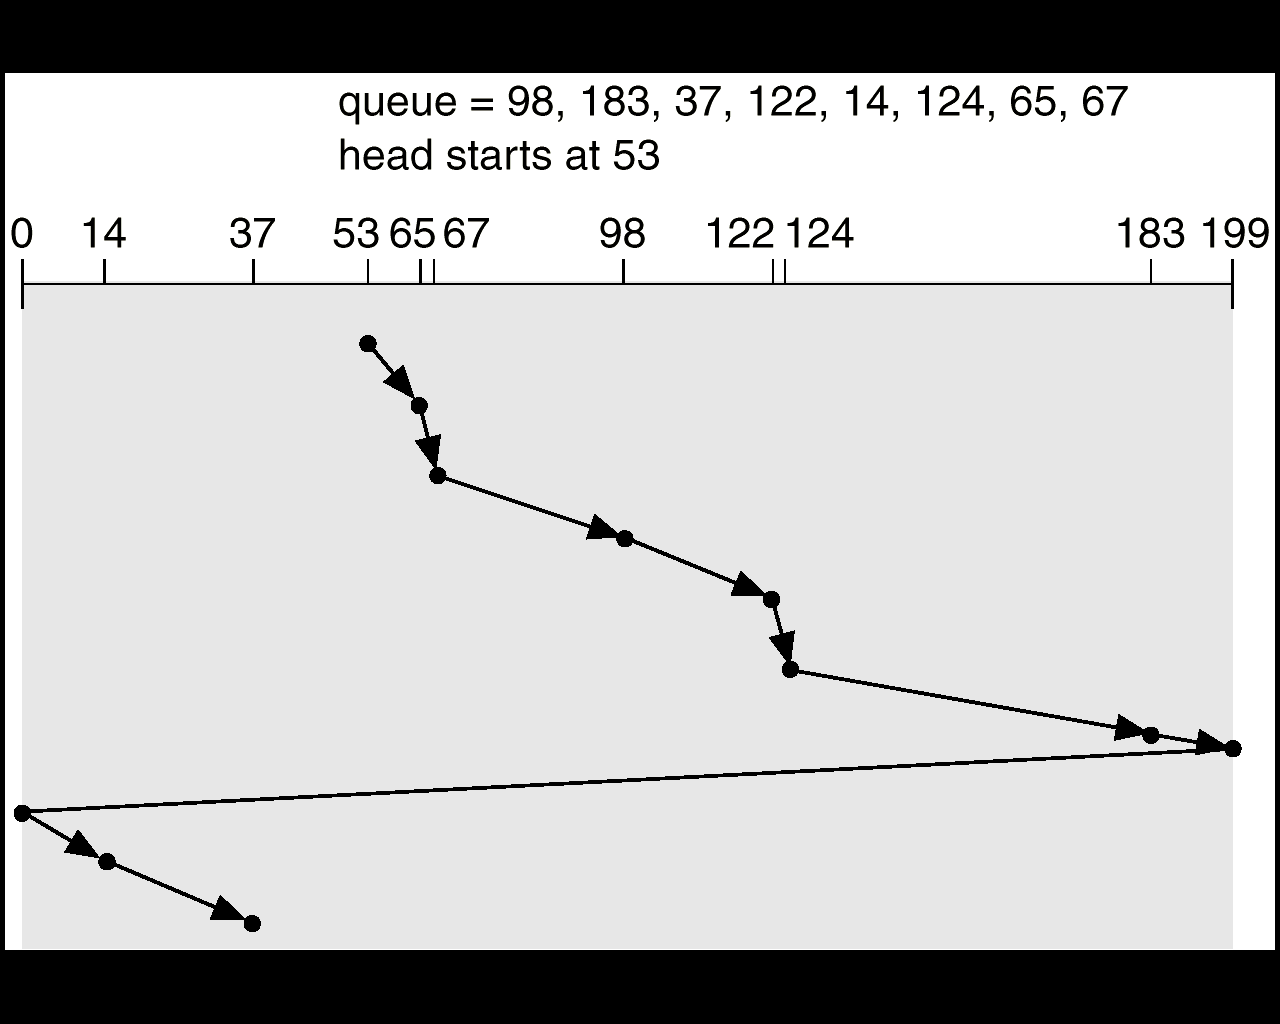 queue = 98, 183, 37, 122, 14, 124, 65, 67
head starts at 53
0 14 37 53 65 67 98 122 124 183 199